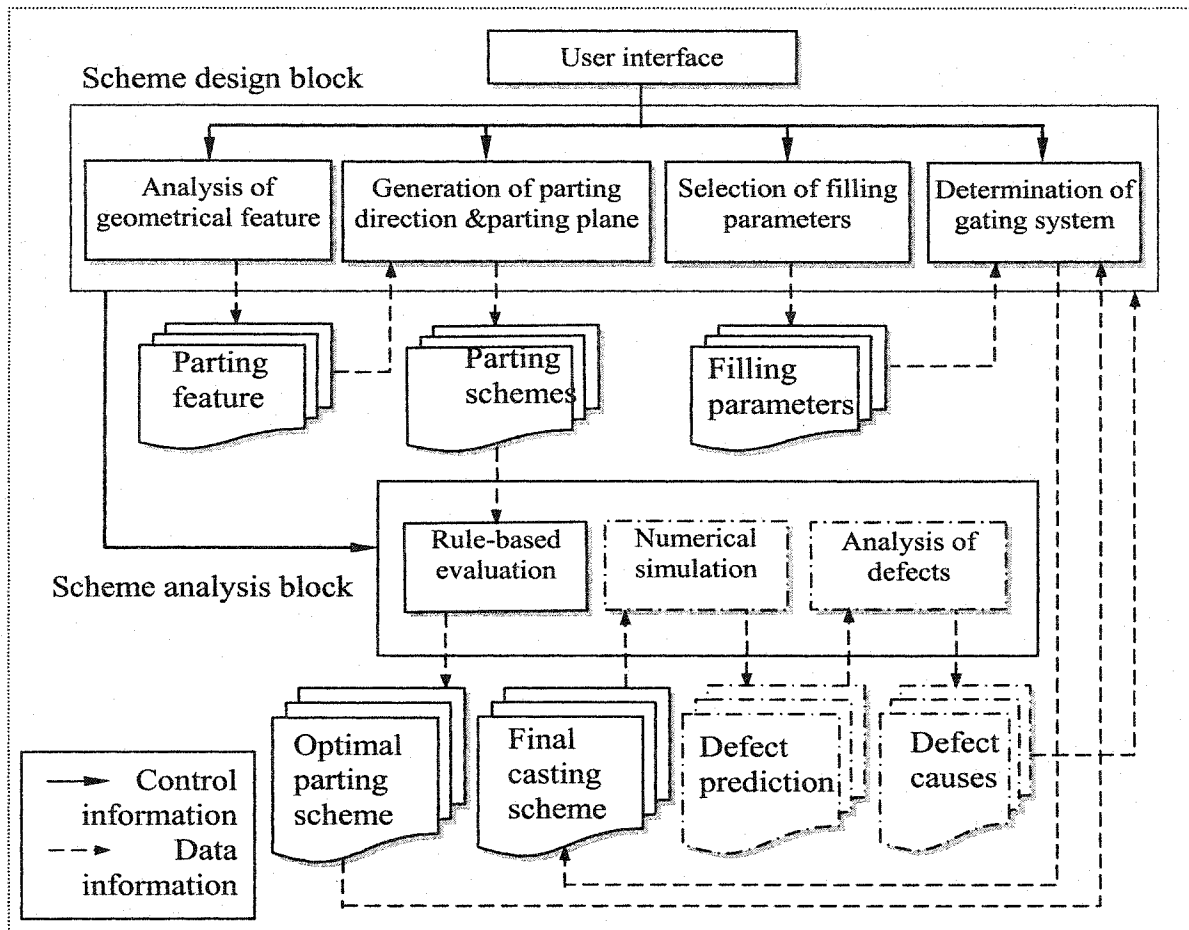 User interface
Scheme design block
Analysis of
geometrical feature
Generation of parting
direction &parting plane
Selection of filling
parameters
Determination of
gating system
Parting
feature
Parting
schemes
Filling
parameters
Rule-based
evaluation
Numerical
simulation
Analysis of
defects
Scheme analysis block
Optimal
parting
scheme
Final
casting
scheme
Defect
prediction
Defect
causes
Control
information
Data
information